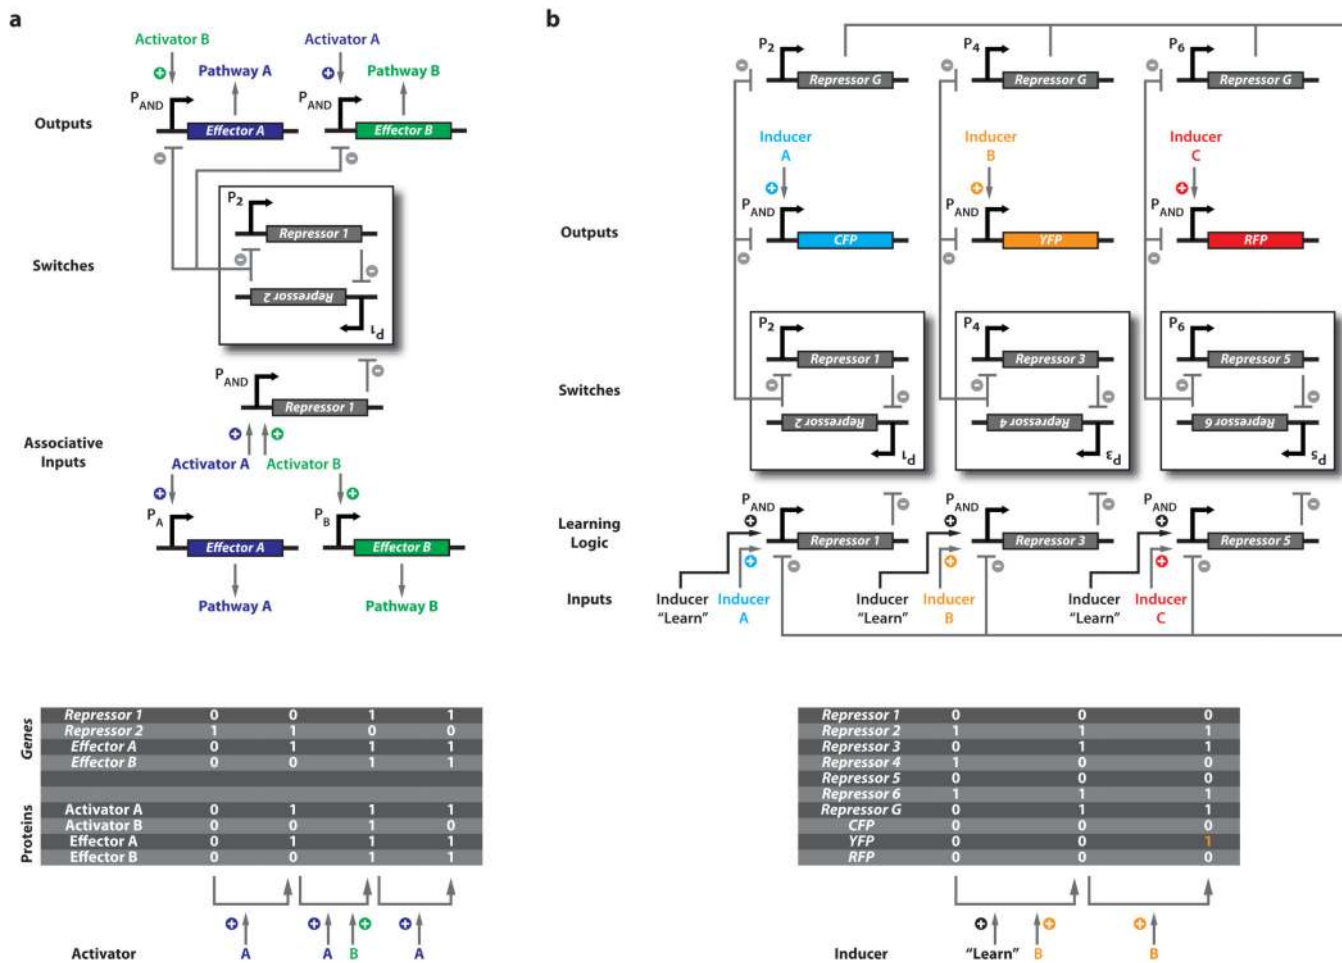 a
Activator B
Activator A
Pathway A
Pathway B
PAND
PAND
Outputs
Effector A
Effector B
P2
Repressor 1
Switches
Repressor 2
P1
PAND
Repressor 1
Associative
Inputs
Activator A
Activator B
PA
PB
Effector A
Effector B
Pathway A
Pathway B
Genes
Repressor 1 0 0 1 1
Repressor 2 1 1 0 0
Effector A 0 1 1 1
Effector B 0 0 1 1
Proteins
Activator A 0 1 1 1
Activator B 0 0 1 0
Effector A 0 1 1 1
Effector B 0 0 1 1
Activator A A B A
b
P2 P4 P6
Repressor G Repressor G Repressor G
Inducer
A
Inducer
B
Inducer
C
PAND PAND PAND
Outputs
CFP YFP RFP
P2 P4 P6
Repressor 1 Repressor 3 Repressor 5
Switches
Repressor 2 Repressor 4 Repressor 6
P1 P3 P5
PAND PAND PAND
Learning
Logic
Repressor 1 Repressor 3 Repressor 5
Inputs
Inducer
"Learn"
Inducer
A
Inducer
"Learn"
Inducer
B
Inducer
"Learn"
Inducer
C
Repressor 1 0 0 0
Repressor 2 1 1 1
Repressor 3 0 1 1
Repressor 4 1 0 0
Repressor 5 0 0 0
Repressor 6 1 1 1
Repressor G 0 1 1
CFP 0 0 0
YFP 0 0 1
RFP 0 0 0
Inducer "Learn" B B